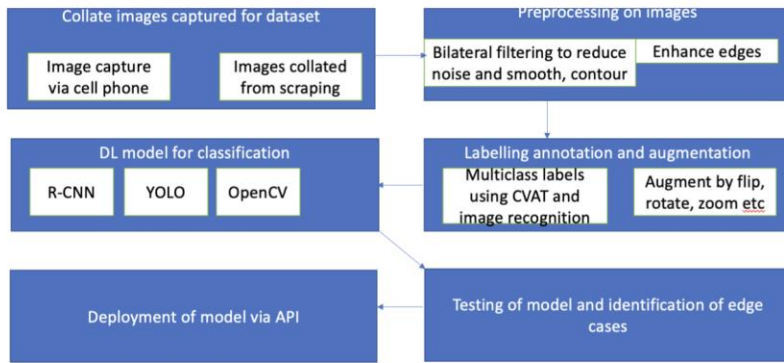 Collate images captured for dataset
Image capture
via cell phone
Images collated
from scraping
Preprocessing on images
Bilateral filtering to reduce
noise and smooth, contour
Enhance edges
DL model for classification
R-CNN
YOLO
OpenCV
Labelling annotation and augmentation
Multiclass labels
using CVAT and
image recognition
Augment by flip,
rotate, zoom etc
Deployment of model via API
Testing of model and identification of edge
cases